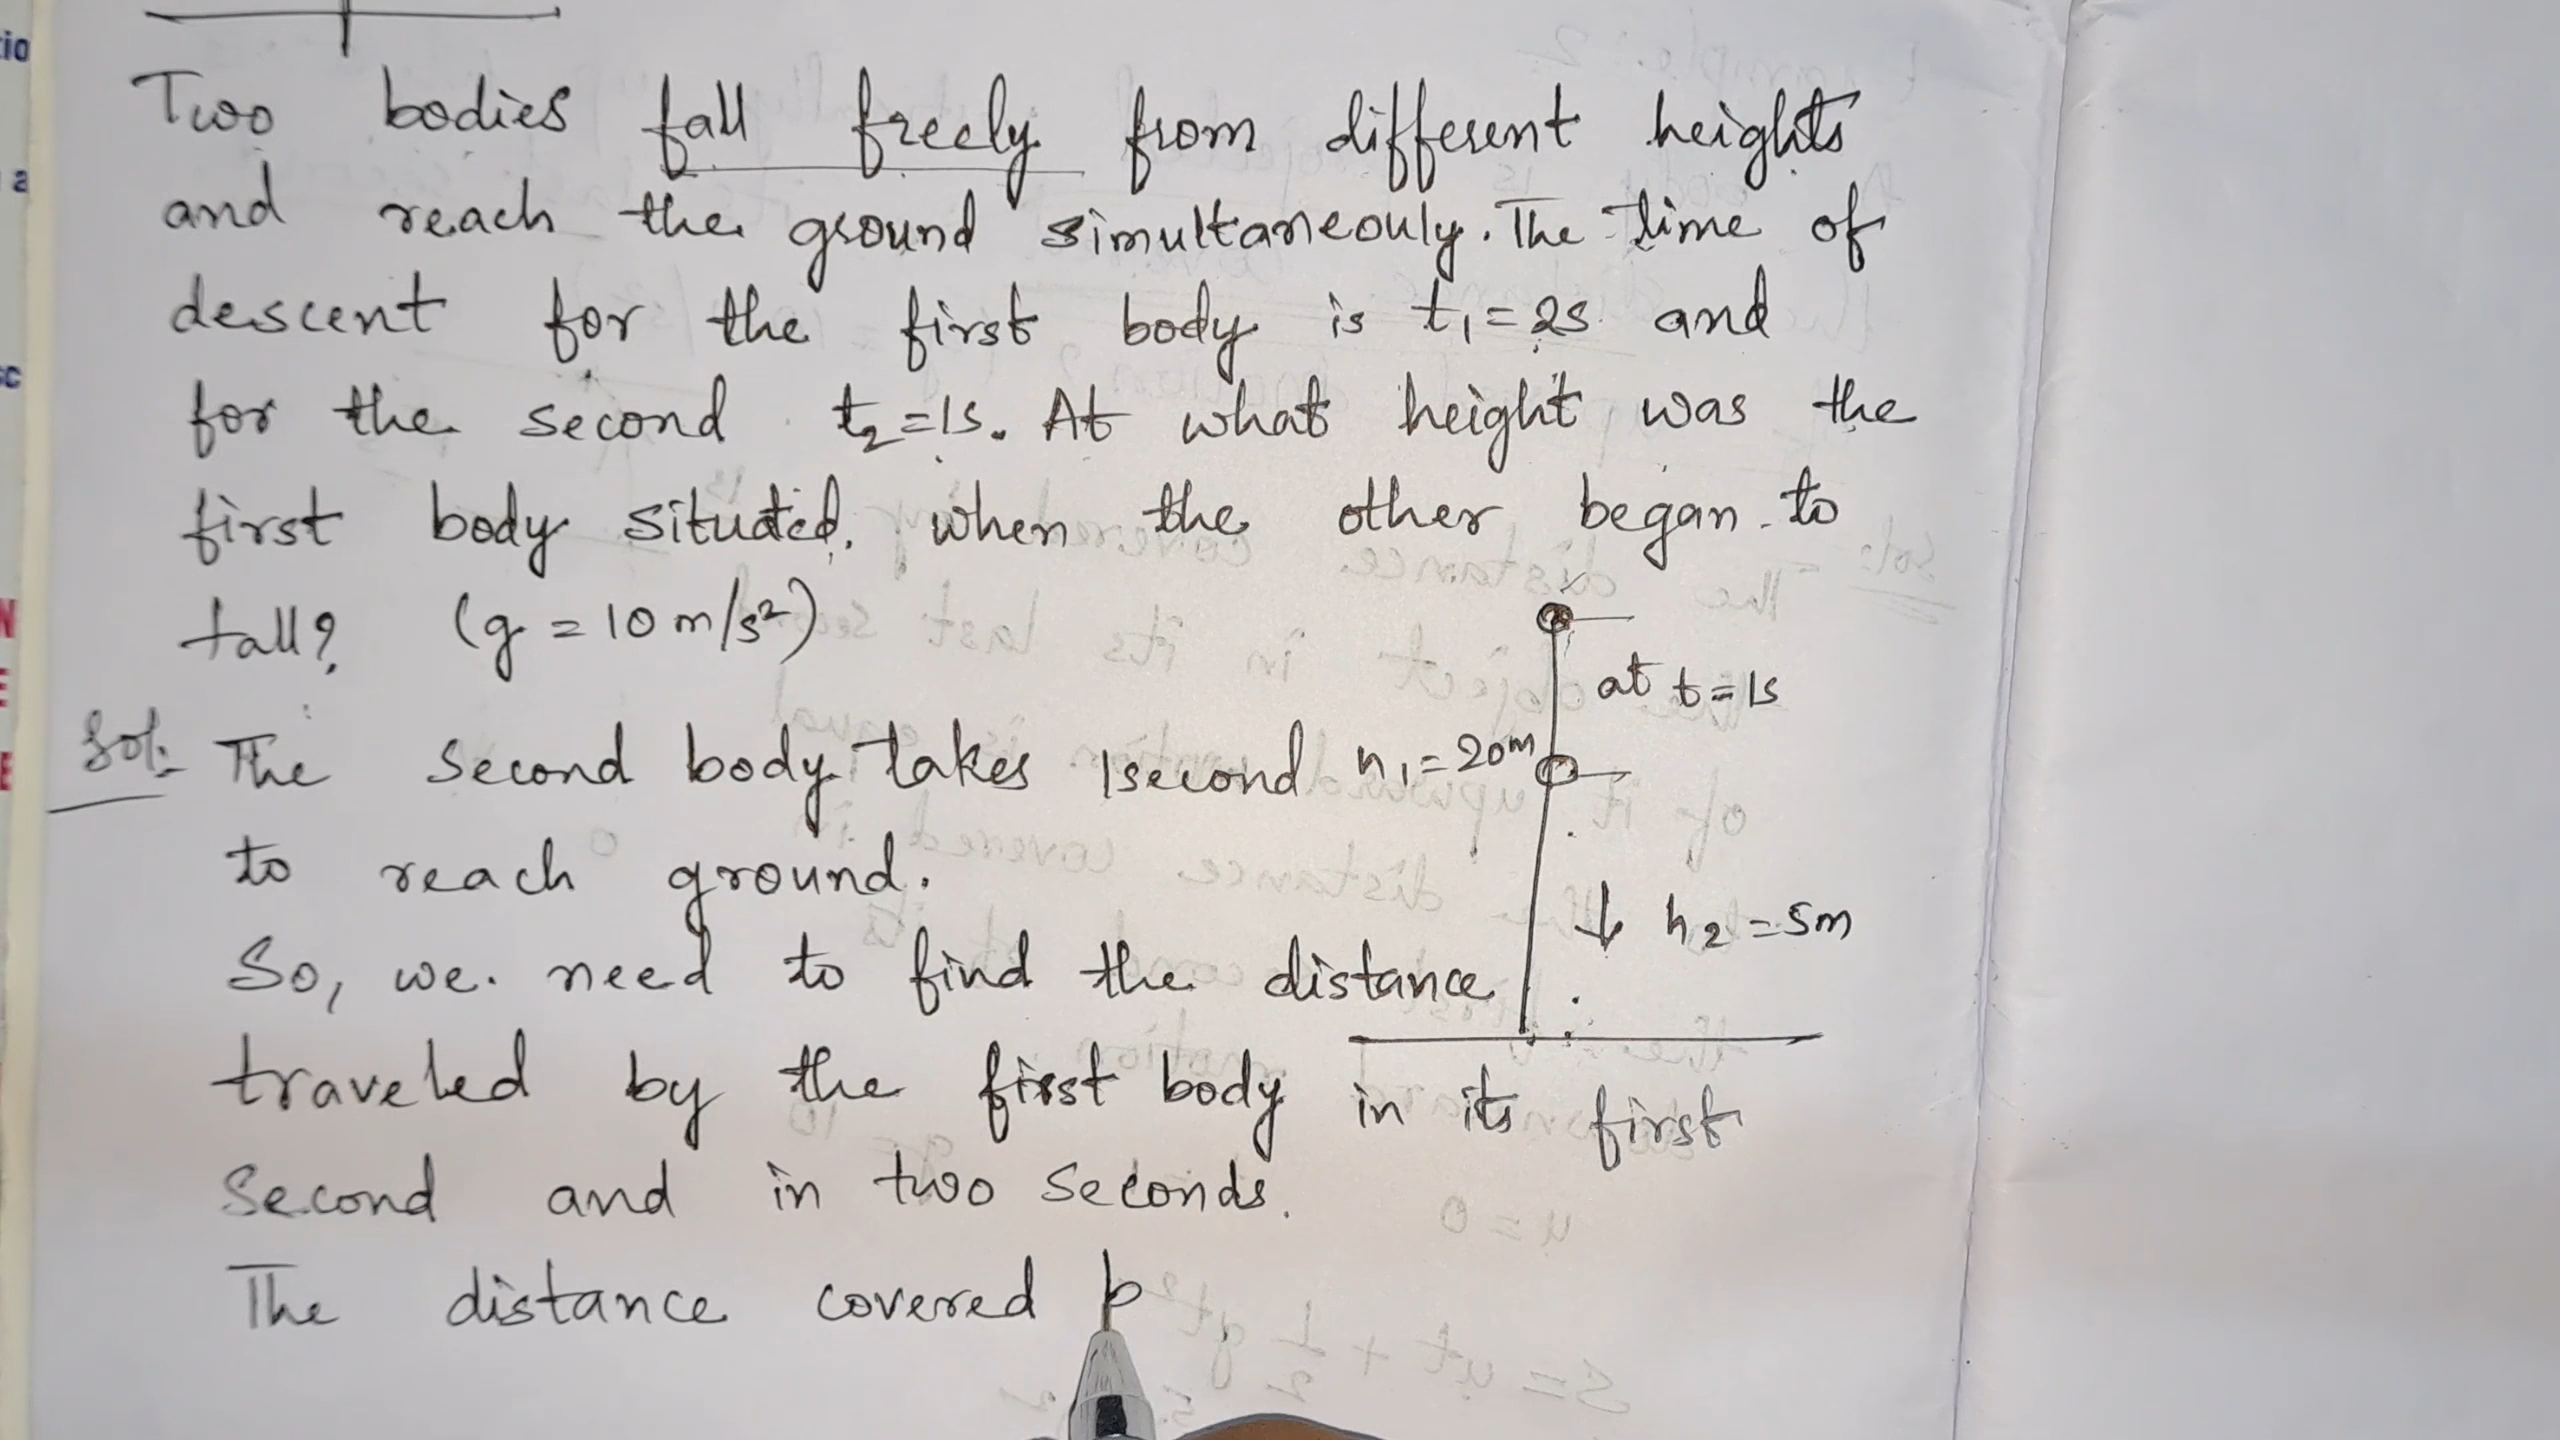 Two bodies fall freely from different heights
and reach the ground simultaneouly. The time of
descent for the first body is t₁=2s and
for the second t₂=1s. At what height was the
first body situated, when the other began to
fall? (g = 10 m/s²)
at t=1s
Sol: The second body takes 1second
h₁=20m
to reach ground.
h₂=5m
So, we need to find the distance
traveled by the first body in its first
second and in two seconds.
The distance covered b